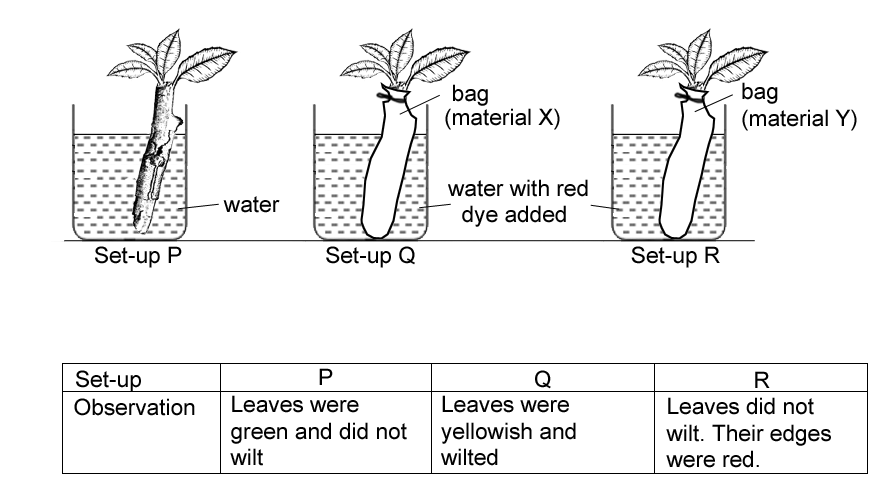 bag
(material X)
bag
(material Y)
water
water with red
dye added
Set-up P
Set-up Q
Set-up R
Set-up P Q R
Observation
Leaves were
green and did not
wilt
Leaves were
yellowish and
wilted
Leaves did not
wilt. Their edges
were red.